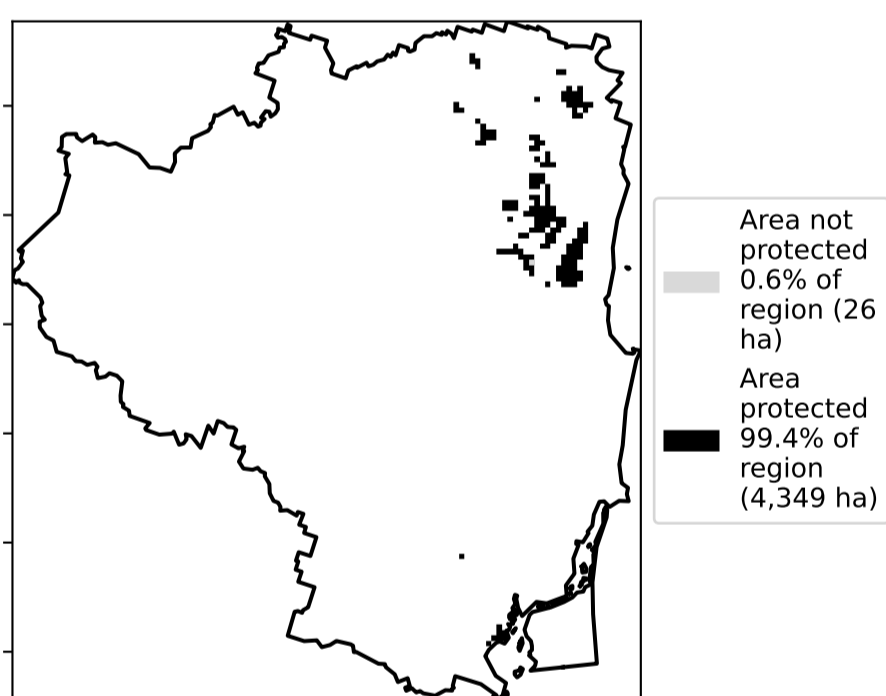 Area not
protected
0.6% of
region (26
ha)
Area
protected
99.4% of
region
(4,349 ha)